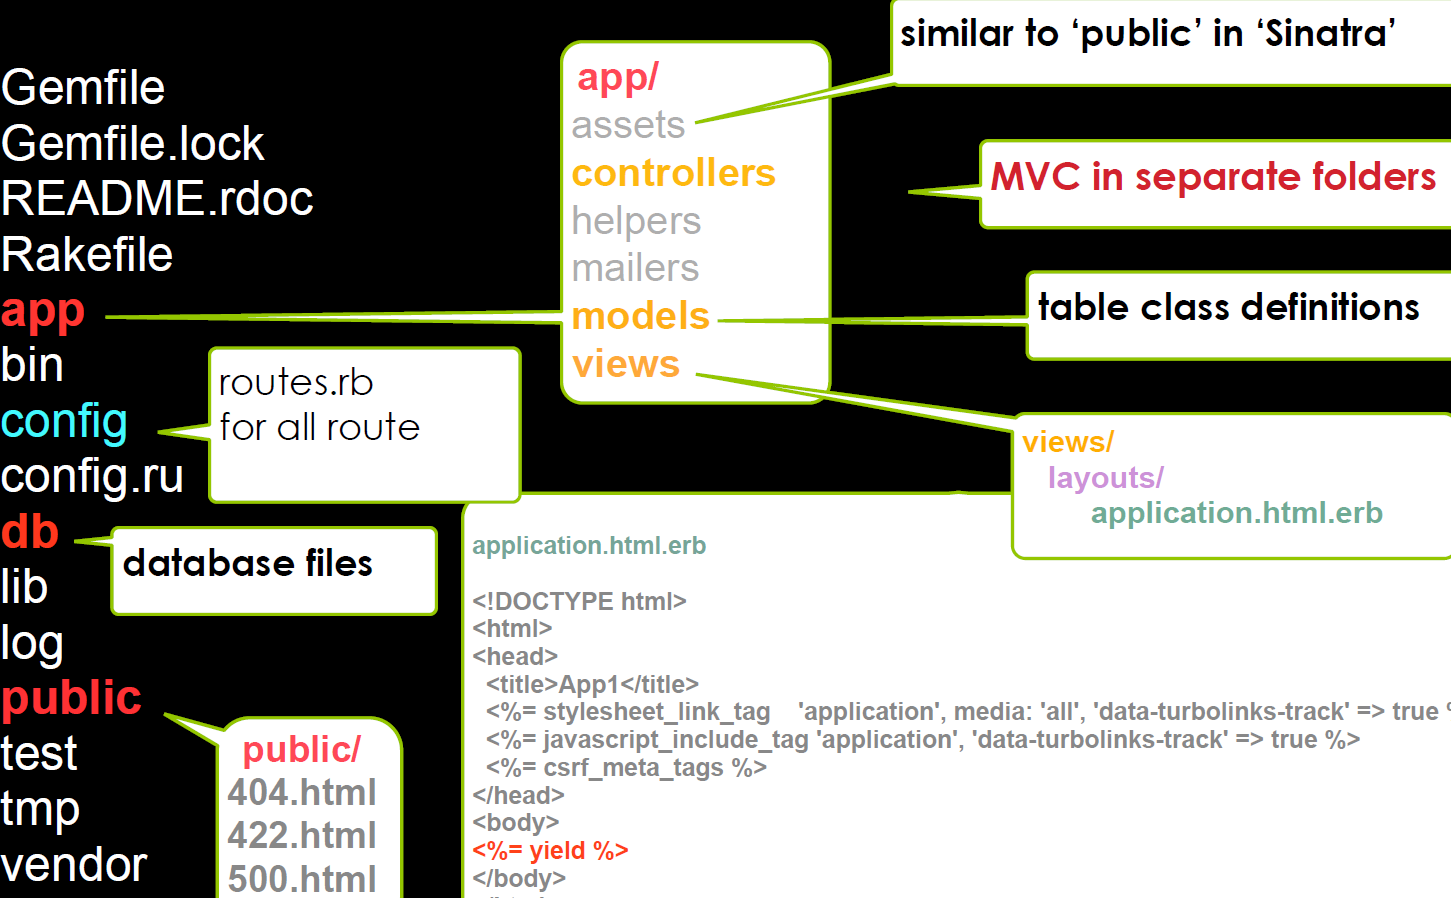 Gemfile
Gemfile.lock
README.rdoc
Rakefile
app
bin
config
config.ru
db
lib
log
public
test
tmp
vendor
app/
assets
controllers
helpers
mailers
models
views
similar to ‘public’ in ‘Sinatra’
MVC in separate folders
table class definitions
views/
layouts/
application.html.erb
routes.rb
for all route
database files
public/
404.html
422.html
500.html
application.html.erb
<!DOCTYPE html>
<html>
<head>
<title>App1</title>
<%= stylesheet_link_tag    'application', media: 'all', 'data-turbolinks-track' => true
<%= javascript_include_tag 'application', 'data-turbolinks-track' => true %>
<%= csrf_meta_tags %>
</head>
<body>
<%= yield %>
</body>